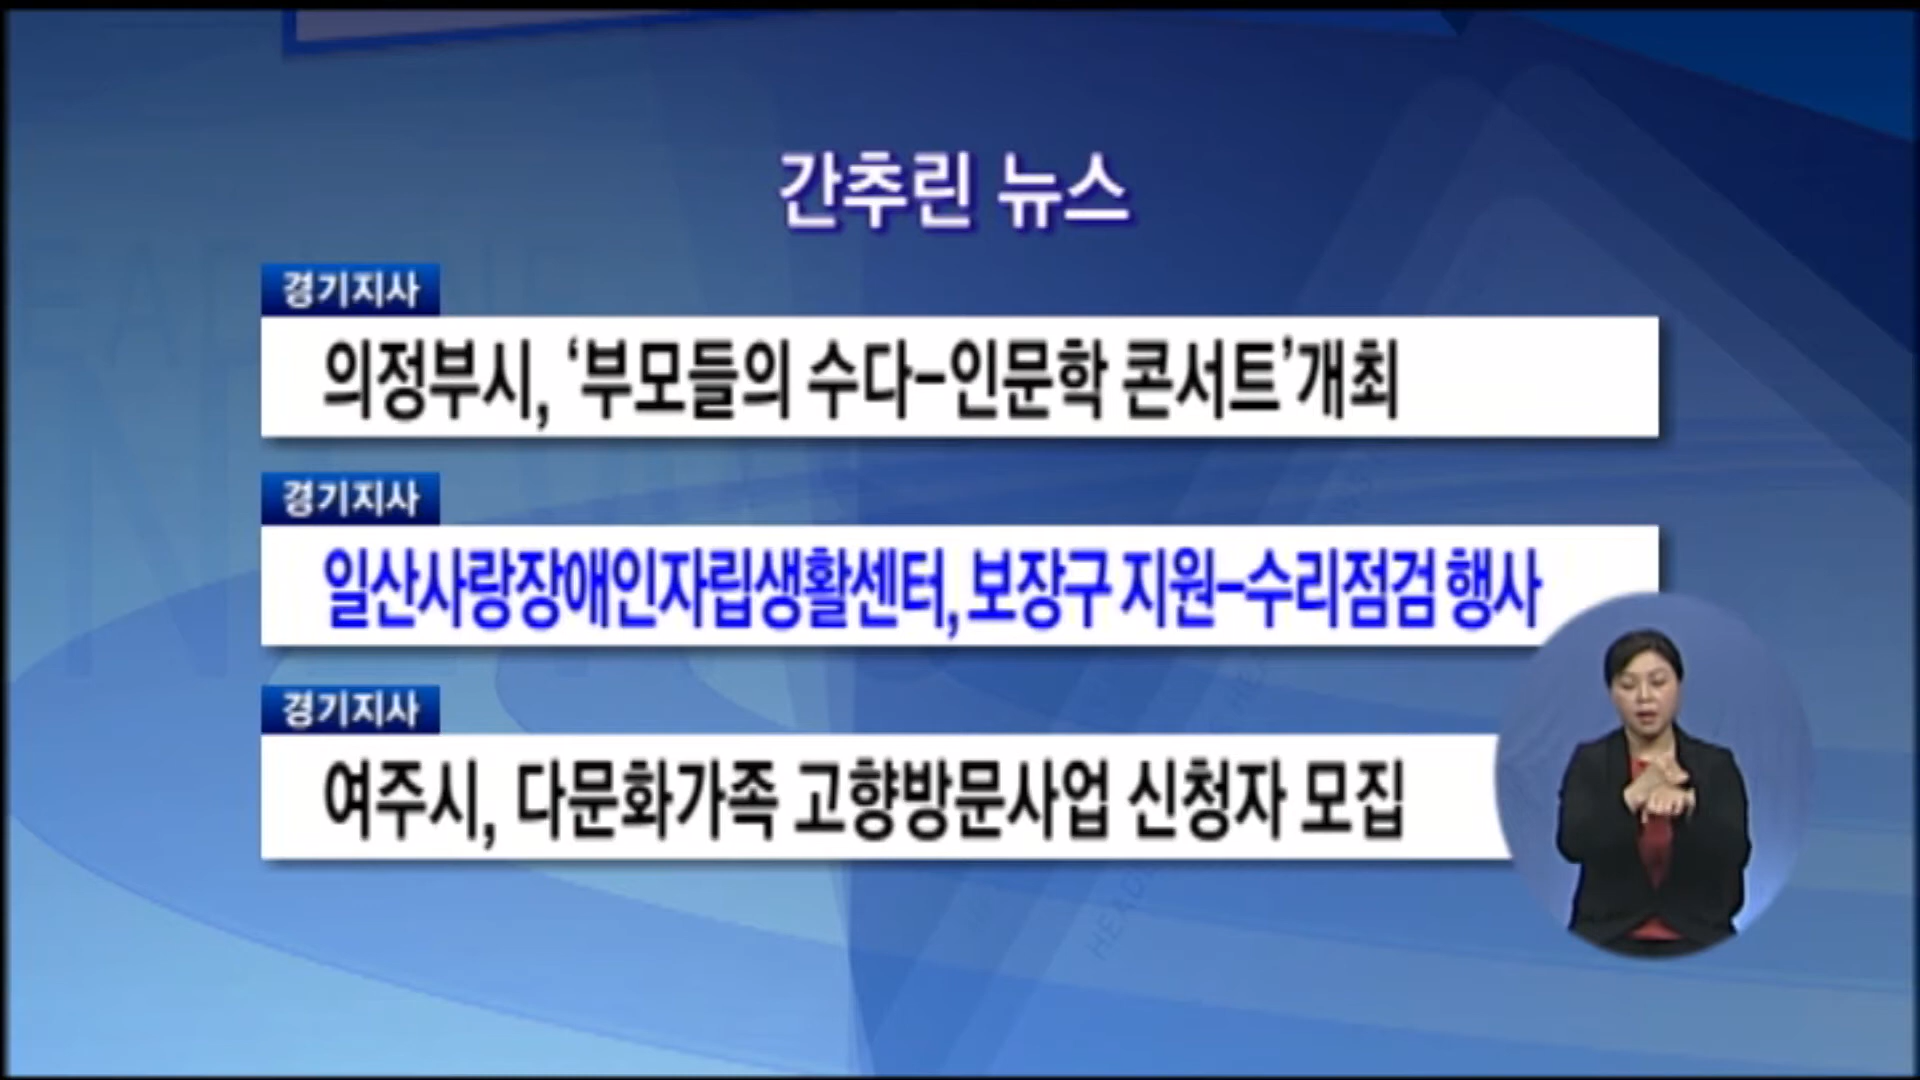 간추린 뉴스
경기지사
의정부시, ‘부모들의 수다-인문학 콘서트’개최
경기지사
일산사랑장애인자립생활센터, 보장구 지원-수리점검 행사
경기지사
여주시, 다문화가족 고향방문사업 신청자 모집